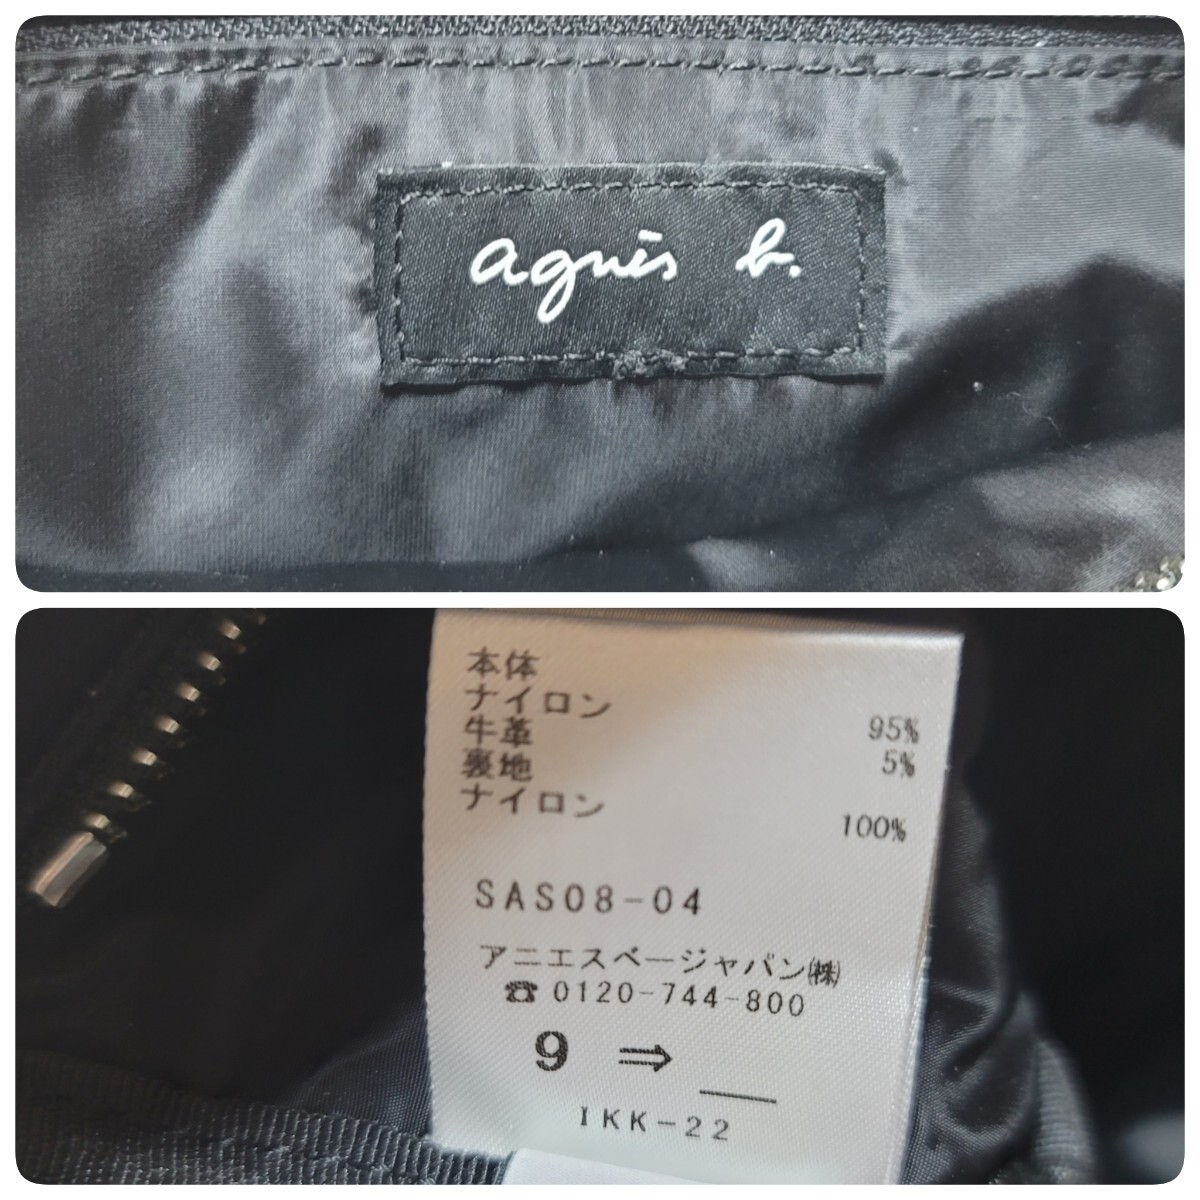 agnès b.
本体
ナイロン 95%
牛革 5%
裏地
ナイロン 100%
SAS08-04
アニエスベージャパン㈱
☎ 0120-744-800
9 ⇒ __
IKK-22